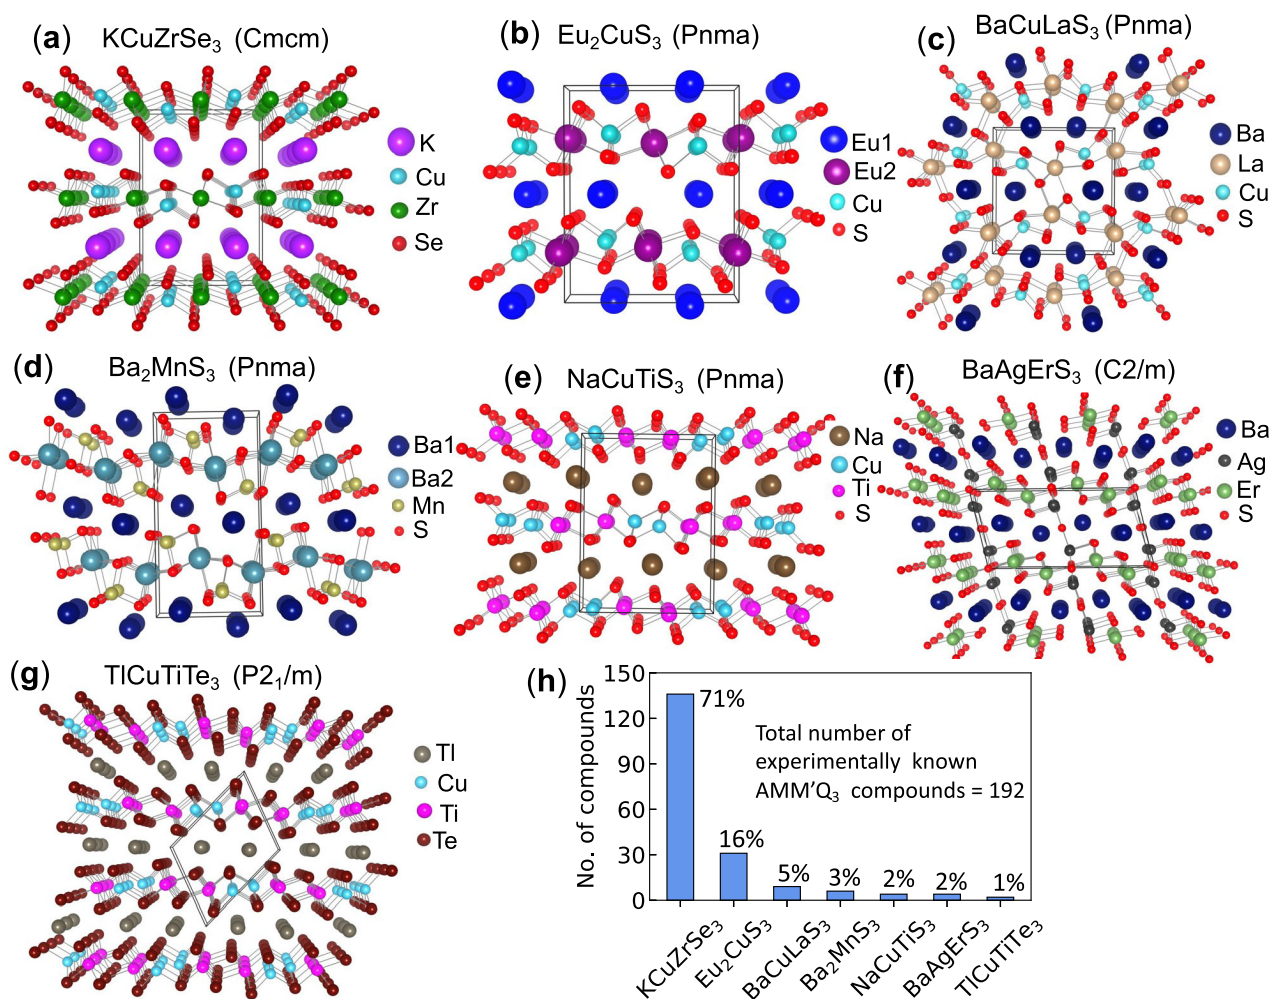 (a) KCuZrSe₃ (Cmcm)
K
Cu
Zr
Se
(b) Eu₂CuS₃ (Pnma)
Eu1
Eu2
Cu
S
(c) BaCuLaS₃ (Pnma)
Ba
La
Cu
S
(d) Ba₂MnS₃ (Pnma)
Ba1
Ba2
Mn
S
(e) NaCuTiS₃ (Pnma)
Na
Cu
Ti
S
(f) BaAgErS₃ (C2/m)
Ba
Ag
Er
S
(g) TlCuTiTe₃ (P2₁/m)
Tl
Cu
Ti
Te
(h)
No. of compounds
150
120
90
60
30
0
71%
16%
5%
3%
2%
2%
1%
Total number of
experimentally known
AMM'Q₃ compounds = 192
KCuZrSe₃
Eu₂CuS₃
BaCuLaS₃
Ba₂MnS₃
NaCuTiS₃
BaAgErS₃
TlCuTiTe₃